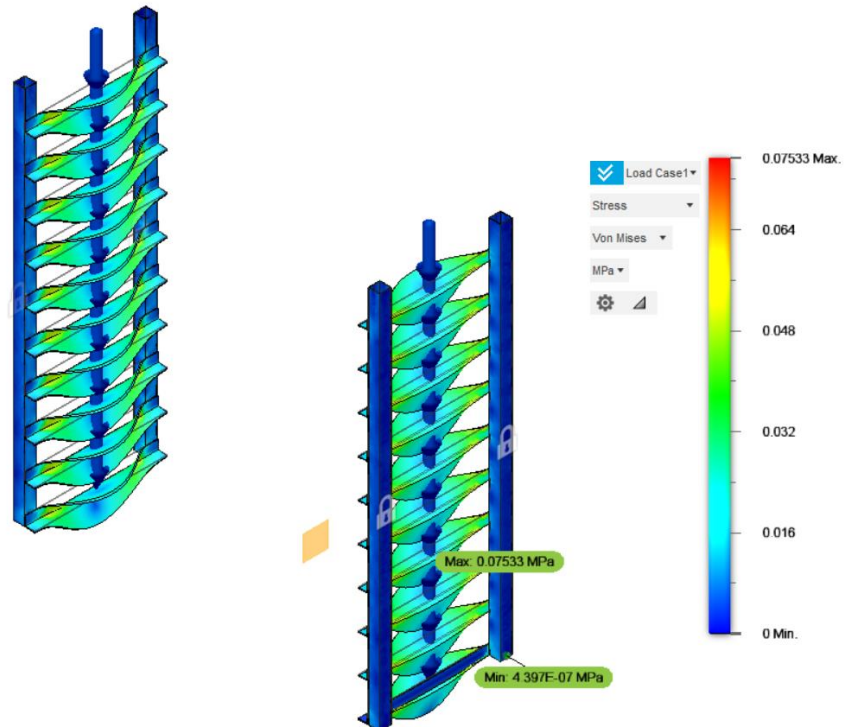 Load Case1
0.07533 Max.
Stress
0.064
Von Mises
MPa
0.048
0.032
0.016
0 Min.
Max: 0.07533 MPa
Min: 4.397E-07 MPa